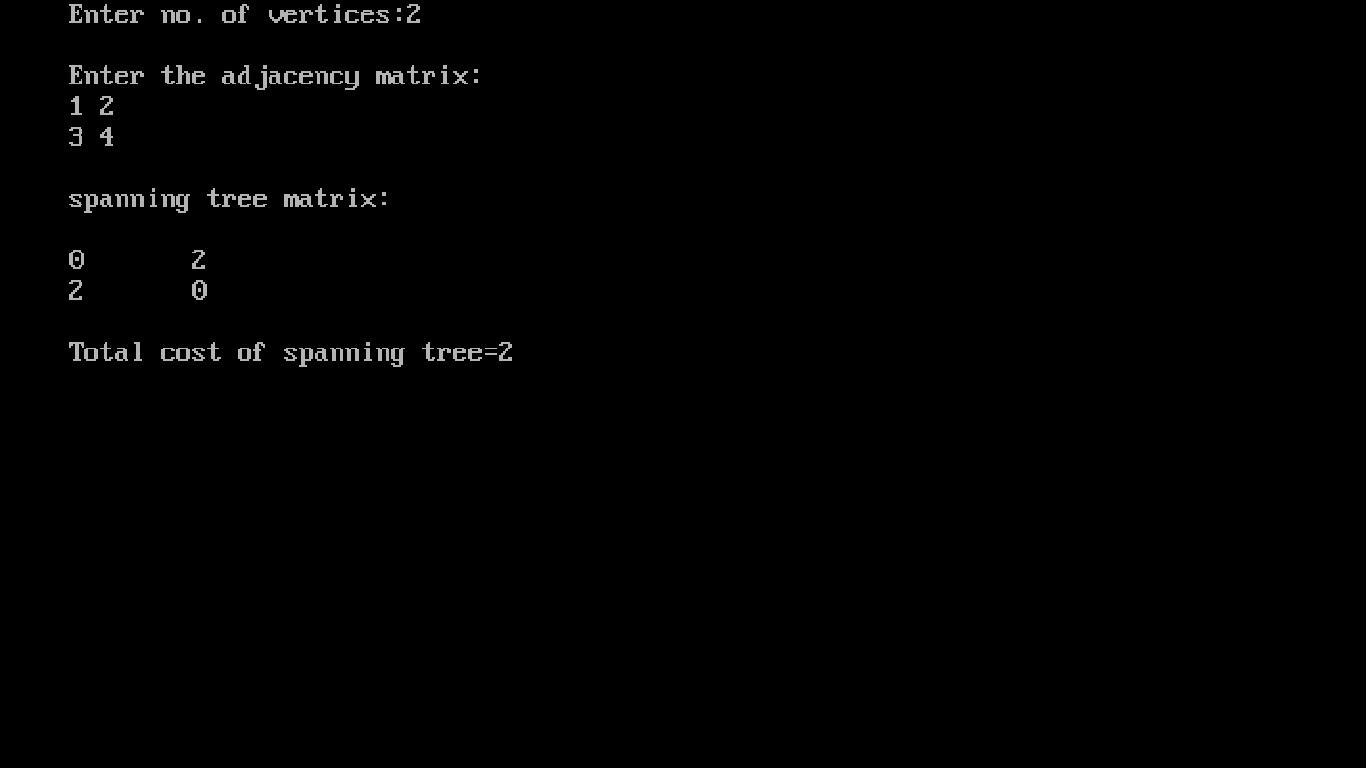 Enter no. of vertices:2
Enter the adjacency matrix:
1 2
3 4
spanning tree matrix:
0 2
2 0
Total cost of spanning tree=2